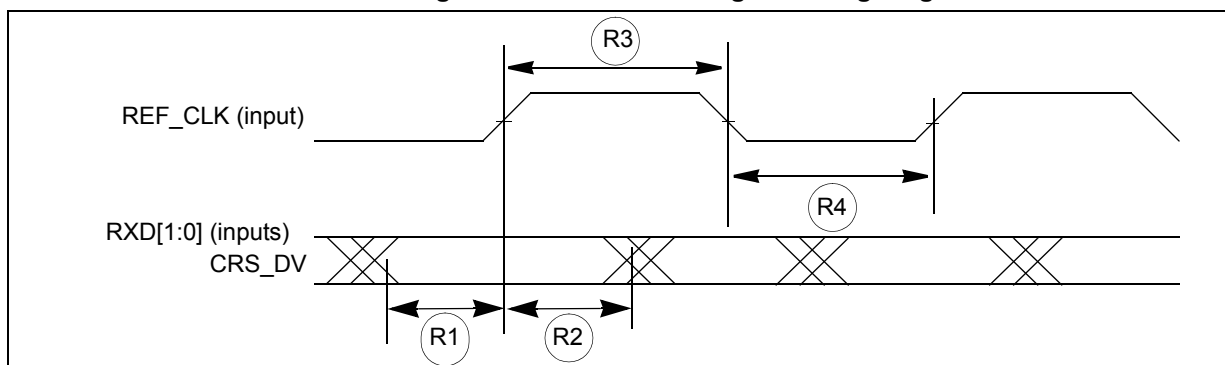 R3
REF_CLK (input)
R4
RXD[1:0] (inputs)
CRS_DV
R1
R2